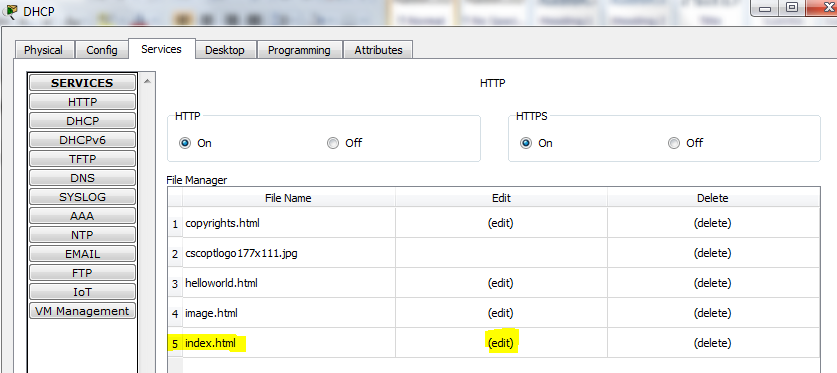 DHCP
Physical Config Services Desktop Programming Attributes
SERVICES
HTTP
DHCP
DHCPv6
TFTP
DNS
SYSLOG
AAA
NTP
EMAIL
FTP
IoT
VM Management
HTTP
HTTP
On Off
HTTPS
On Off
File Manager
File Name Edit Delete
1 copyrights.html (edit) (delete)
2 cscoptlogo177x111.jpg (delete)
3 helloworld.html (edit) (delete)
4 image.html (edit) (delete)
5 index.html (edit) (delete)